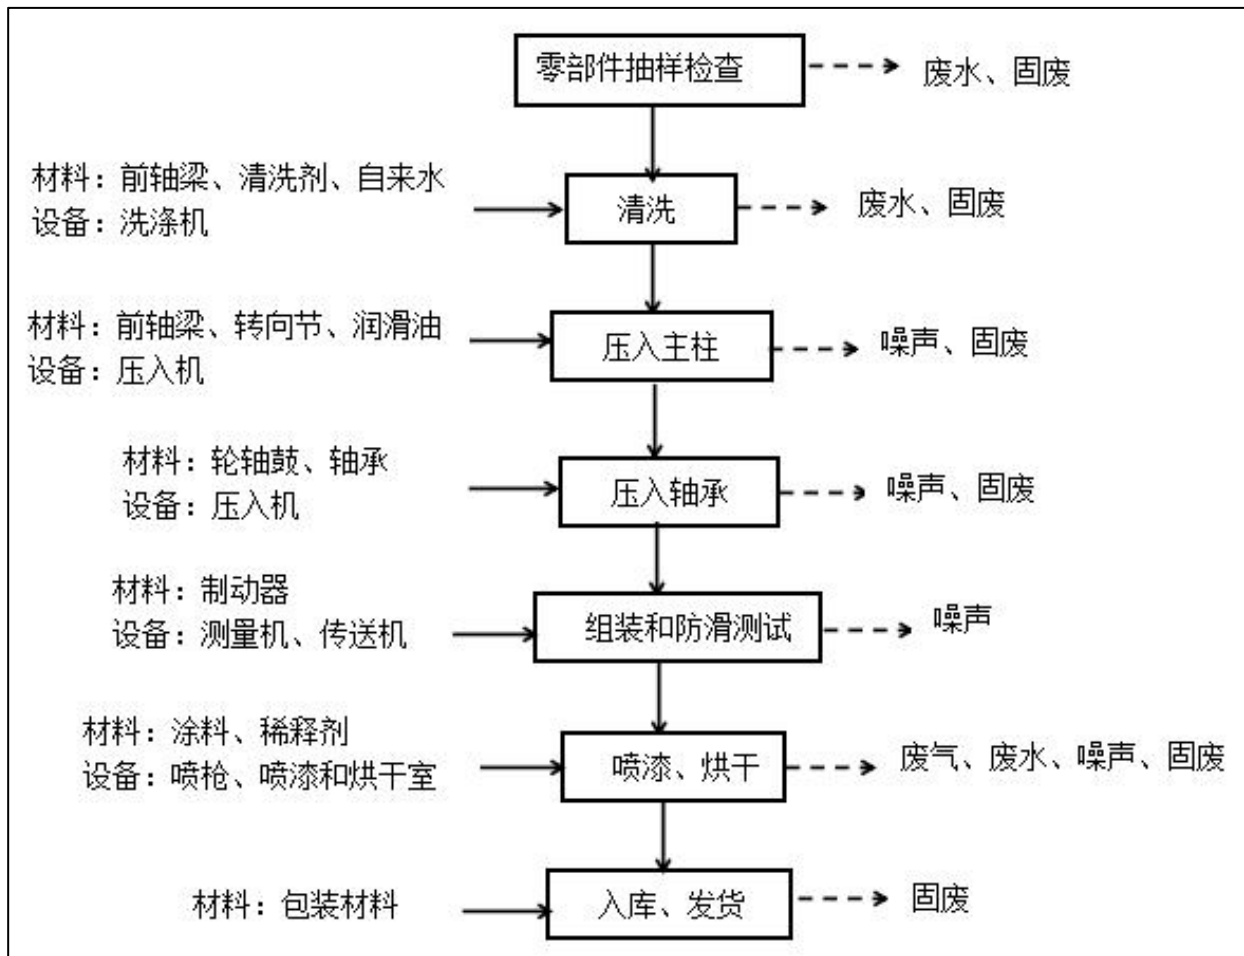 零部件抽样检查
废水、固废
材料：前轴梁、清洗剂、自来水
设备：洗涤机
清洗
废水、固废
材料：前轴梁、转向节、润滑油
设备：压入机
压入主柱
噪声、固废
材料：轮轴鼓、轴承
设备：压入机
压入轴承
噪声、固废
材料：制动器
设备：测量机、传送机
组装和防滑测试
噪声
材料：涂料、稀释剂
设备：喷枪、喷漆和烘干室
喷漆、烘干
废气、废水、噪声、固废
材料：包装材料
入库、发货
固废